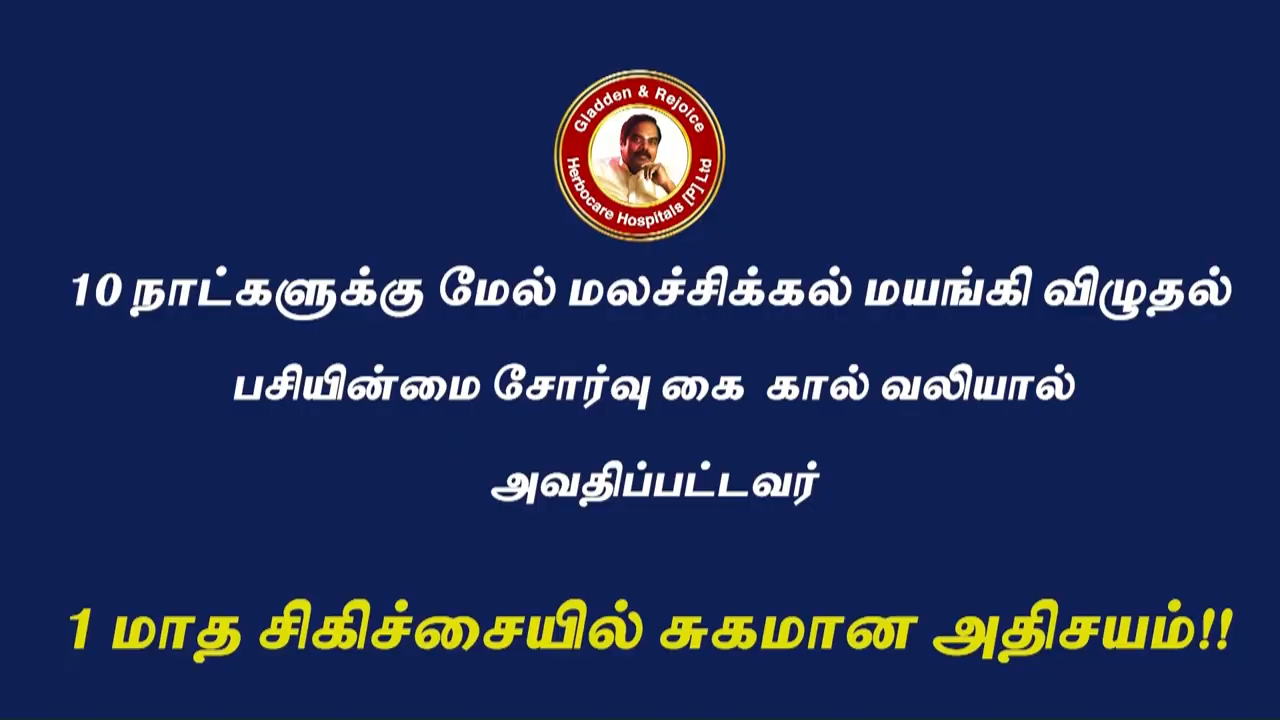 Gladden & Rejoice
Herbocare Hospitals [P] Ltd
10 நாட்களுக்கு மேல் மலச்சிக்கல் மயங்கி விழுதல்
பசியின்மை சோர்வு கை கால் வலியால்
அவதிப்பட்டவர்
1 மாத சிகிச்சையில் சுகமான அதிசயம்!!